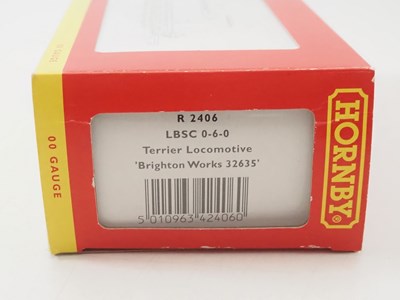 R 2406
LBSC 0-6-0
Terrier Locomotive
'Brighton Works 32635'
5 010963 424060
00 GAUGE
HORNBY®